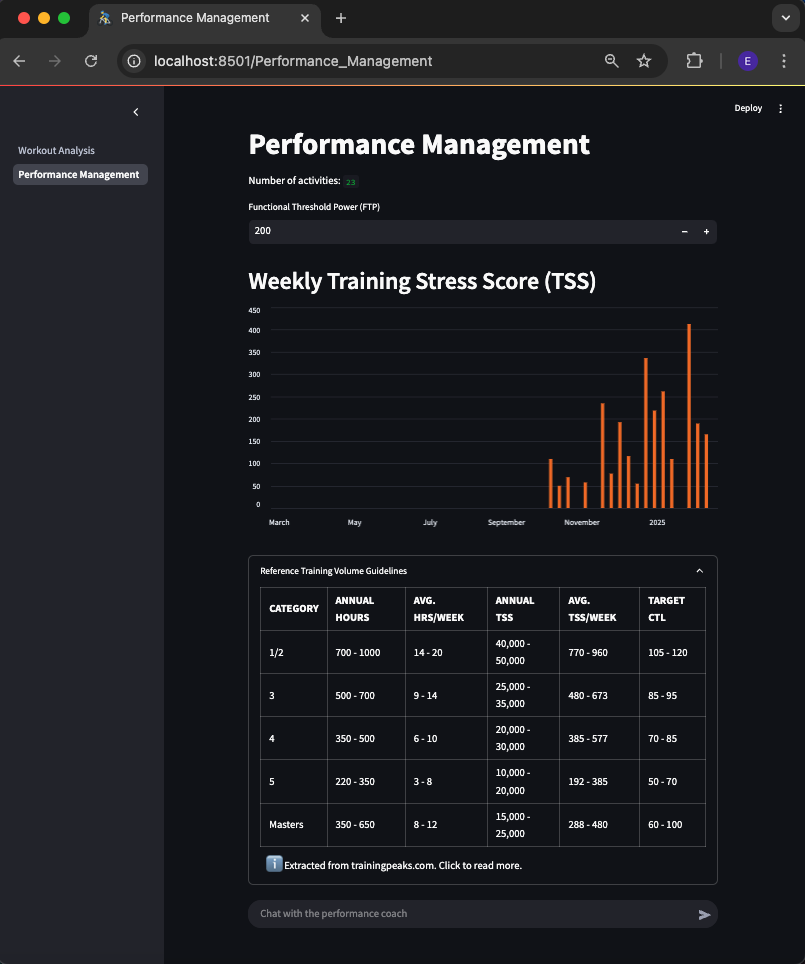 Performance Management
localhost:8501/Performance_Management
E
Deploy
Workout Analysis
Performance Management
Performance Management
Number of activities: 23
Functional Threshold Power (FTP)
200
Weekly Training Stress Score (TSS)
450
400
350
300
250
200
150
100
50
0
March May July September November 2025
Reference Training Volume Guidelines
CATEGORY ANNUAL HOURS AVG. HRS/WEEK ANNUAL TSS AVG. TSS/WEEK TARGET CTL
1/2 700 - 1000 14 - 20 40,000 - 50,000 770 - 960 105 - 120
3 500 - 700 9 - 14 25,000 - 35,000 480 - 673 85 - 95
4 350 - 500 6 - 10 20,000 - 30,000 385 - 577 70 - 85
5 220 - 350 3 - 8 10,000 - 20,000 192 - 385 50 - 70
Masters 350 - 650 8 - 12 15,000 - 25,000 288 - 480 60 - 100
ℹ️ Extracted from trainingpeaks.com. Click to read more.
Chat with the performance coach